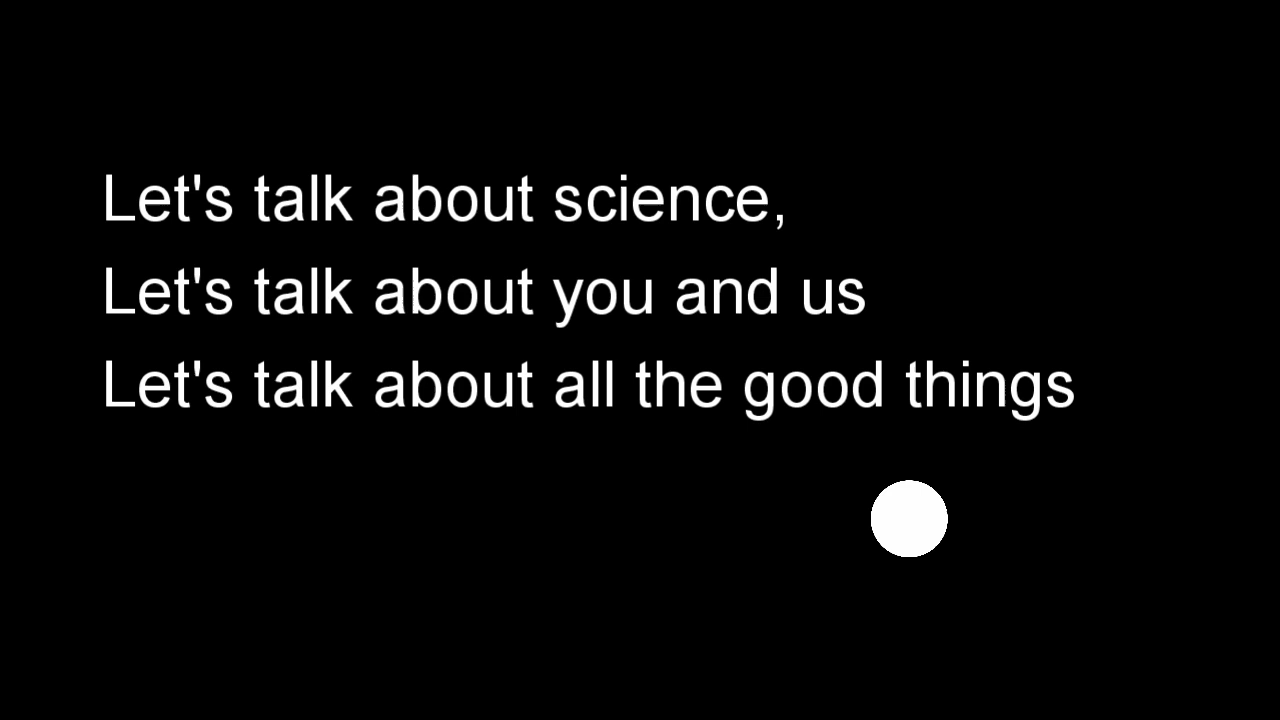 Let's talk about science,
Let's talk about you and us
Let's talk about all the good things